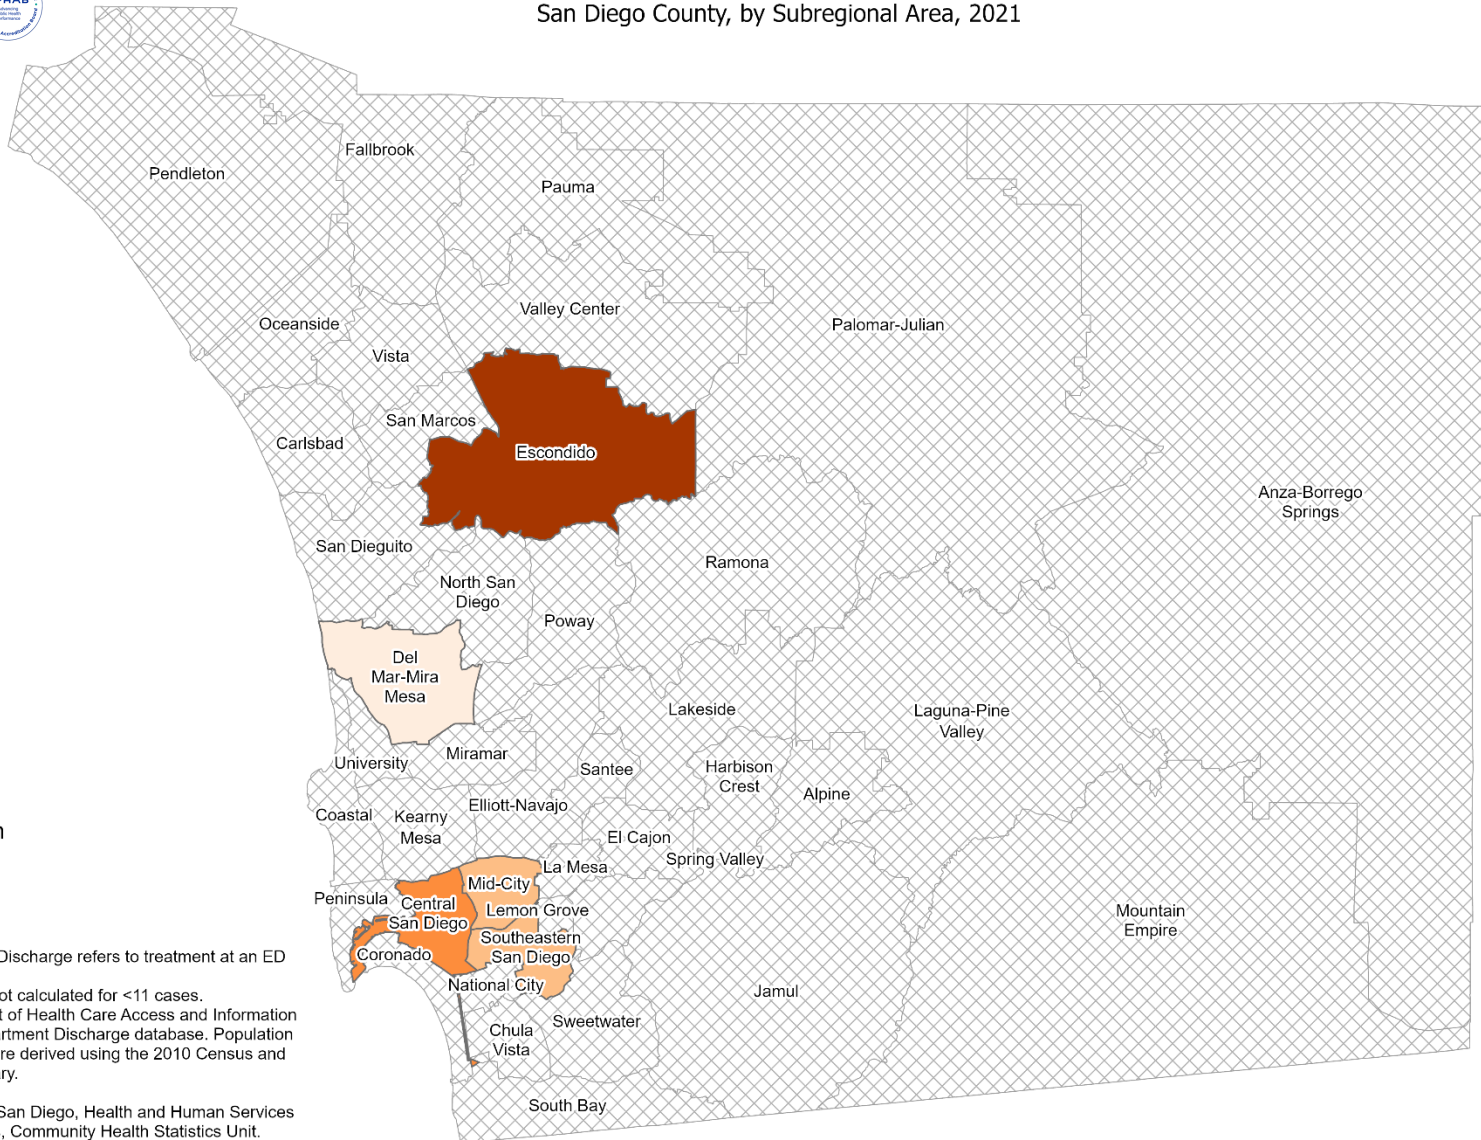 San Diego County, by Subregional Area, 2021
Pendleton
Fallbrook
Pauma
Valley Center
Oceanside
Palomar-Julian
Vista
San Marcos
Carlsbad
Escondido
Anza-Borrego
Springs
San Dieguito
Ramona
North San
Diego
Poway
Del
Mar-Mira
Mesa
Lakeside
Laguna-Pine
Valley
Miramar
University
Santee
Harbison
Crest
Alpine
Elliott-Navajo
Coastal
Kearny
Mesa
El Cajon
Spring Valley
La Mesa
Mid-City
Peninsula
Central
San Diego
Lemon Grove
Mountain
Empire
Southeastern
San Diego
Coronado
National City
Jamul
Sweetwater
Chula
Vista
South Bay
Discharge refers to treatment at an ED
ot calculated for <11 cases.
t of Health Care Access and Information
artment Discharge database. Population
re derived using the 2010 Census and
ry.
San Diego, Health and Human Services
, Community Health Statistics Unit.